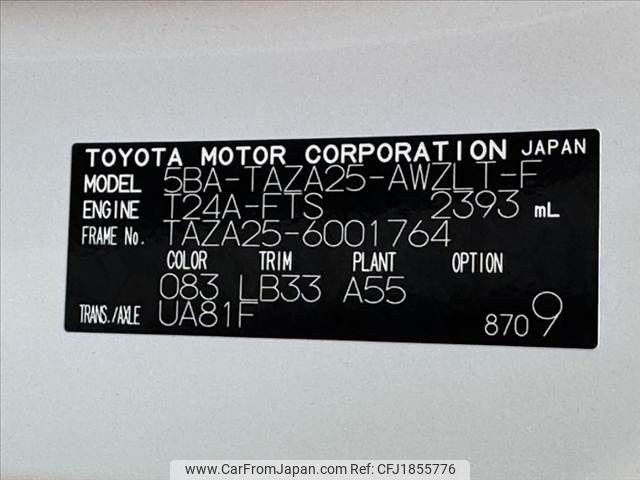 TOYOTA MOTOR CORPORATION JAPAN
MODEL 5BA-TAZA25-AWZLT-F
ENGINE T24A-FTS 2393 mL
FRAME No. TAZA25-6001764
COLOR TRIM PLANT OPTION
083 LB33 A55
TRANS./AXLE UA81F 8709
www.CarFromJapan.com | Ref: CFJ1855776